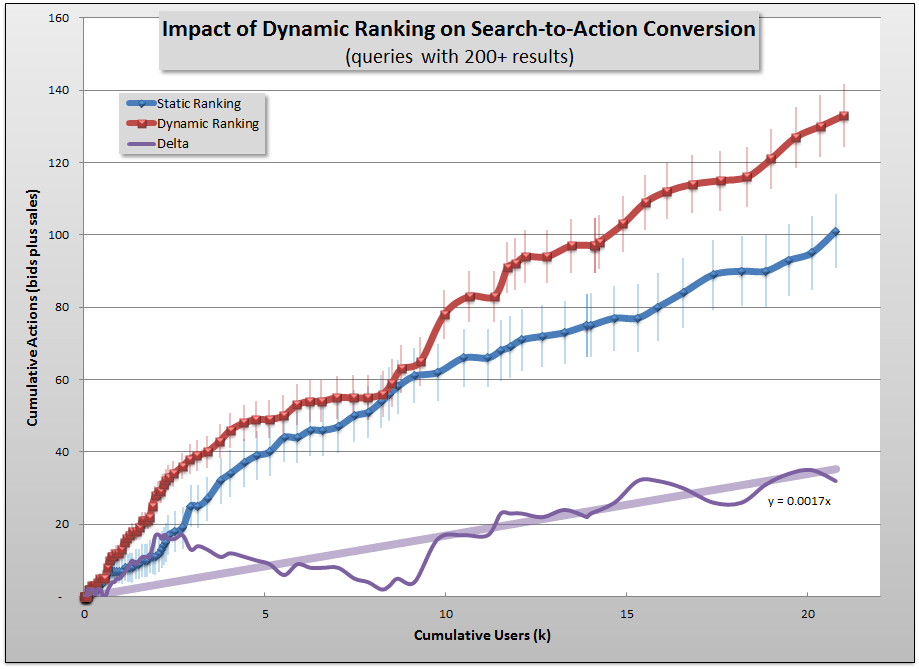 Impact of Dynamic Ranking on Search-to-Action Conversion
(queries with 200+ results)
Static Ranking
Dynamic Ranking
Delta
Cumulative Actions (bids plus sales)
160
140
120
100
80
60
40
20
-
y = 0.0017x
0 5 10 15 20
Cumulative Users (k)